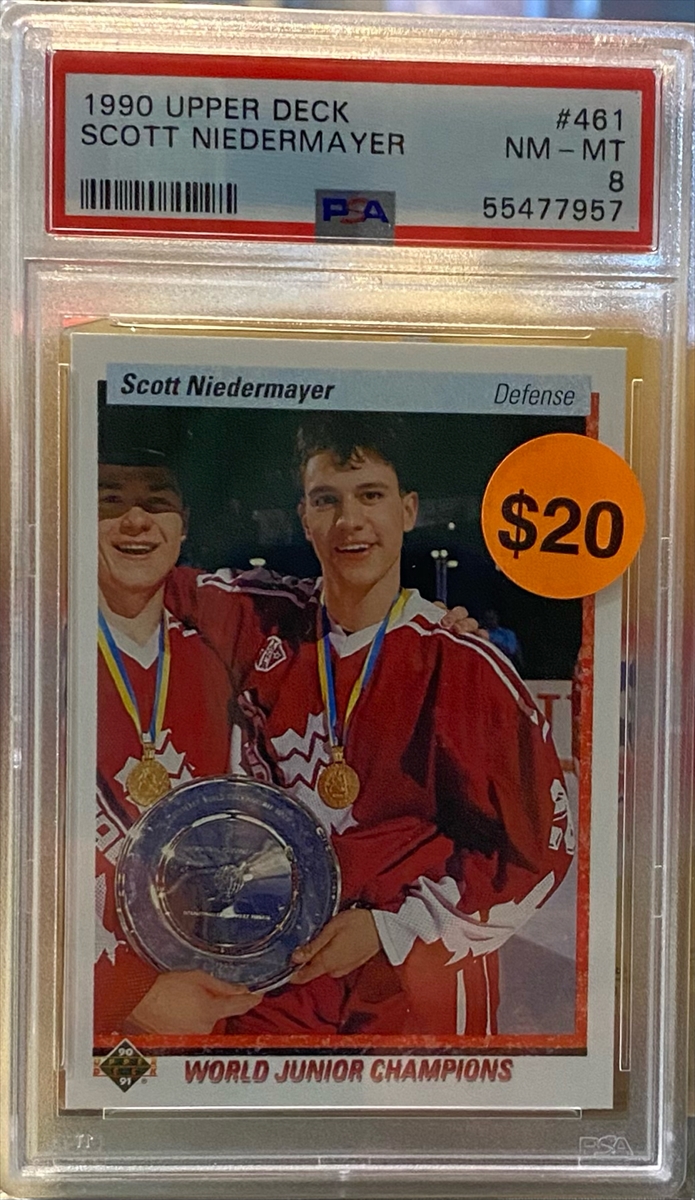 1990 UPPER DECK #461
SCOTT NIEDERMAYER NM - MT
8
PSA 55477957
Scott Niedermayer Defense
$20
90
91
WORLD JUNIOR CHAMPIONS
PSA